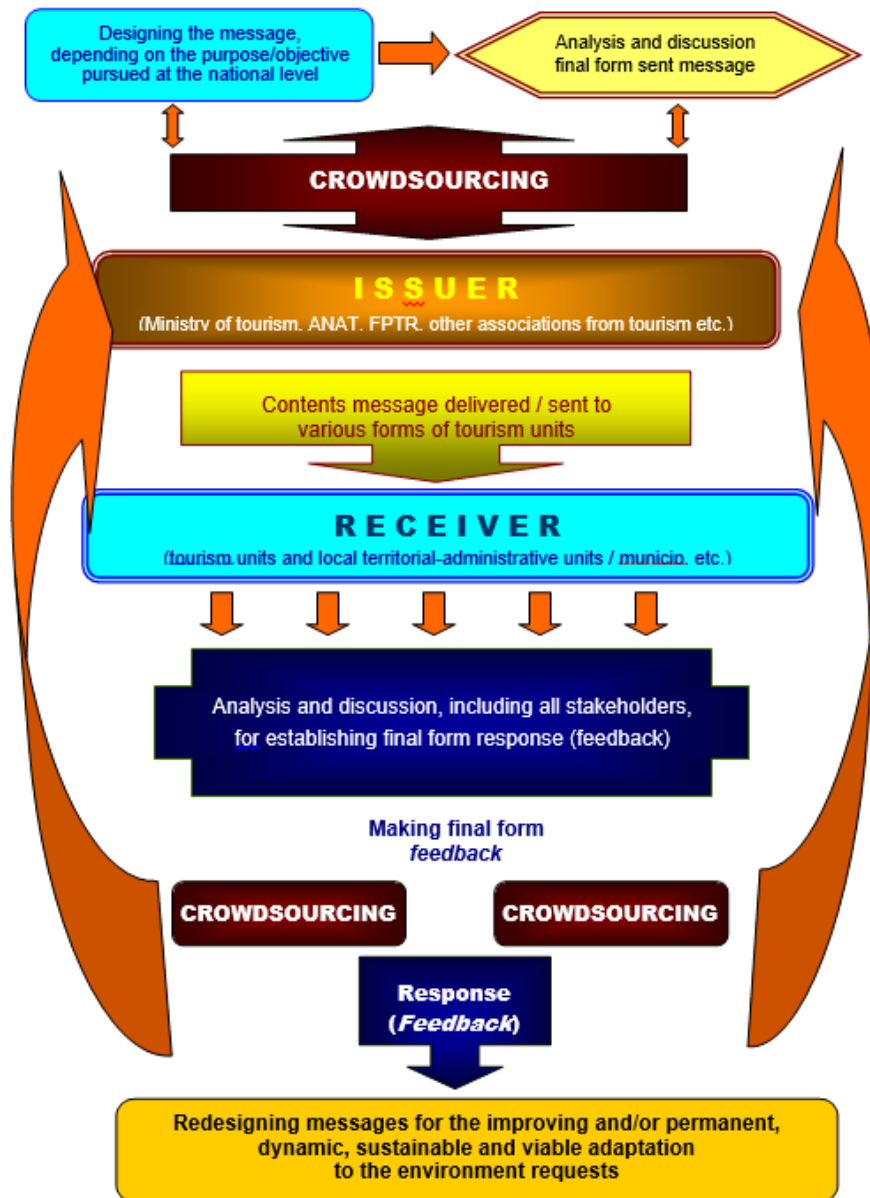 Designing the message,
depending on the purpose/objective
pursued at the national level
Analysis and discussion
final form sent message
CROWDSOURCING
I S S U E R
(Ministry of tourism, ANAT, FPTR, other associations from tourism etc.)
Contents message delivered / sent to
various forms of tourism units
R E C E I V E R
(tourism units and local territorial-administrative units / municip. etc.)
Analysis and discussion, including all stakeholders,
for establishing final form response (feedback)
Making final form
feedback
CROWDSOURCING
CROWDSOURCING
Response
(Feedback)
Redesigning messages for the improving and/or permanent,
dynamic, sustainable and viable adaptation
to the environment requests